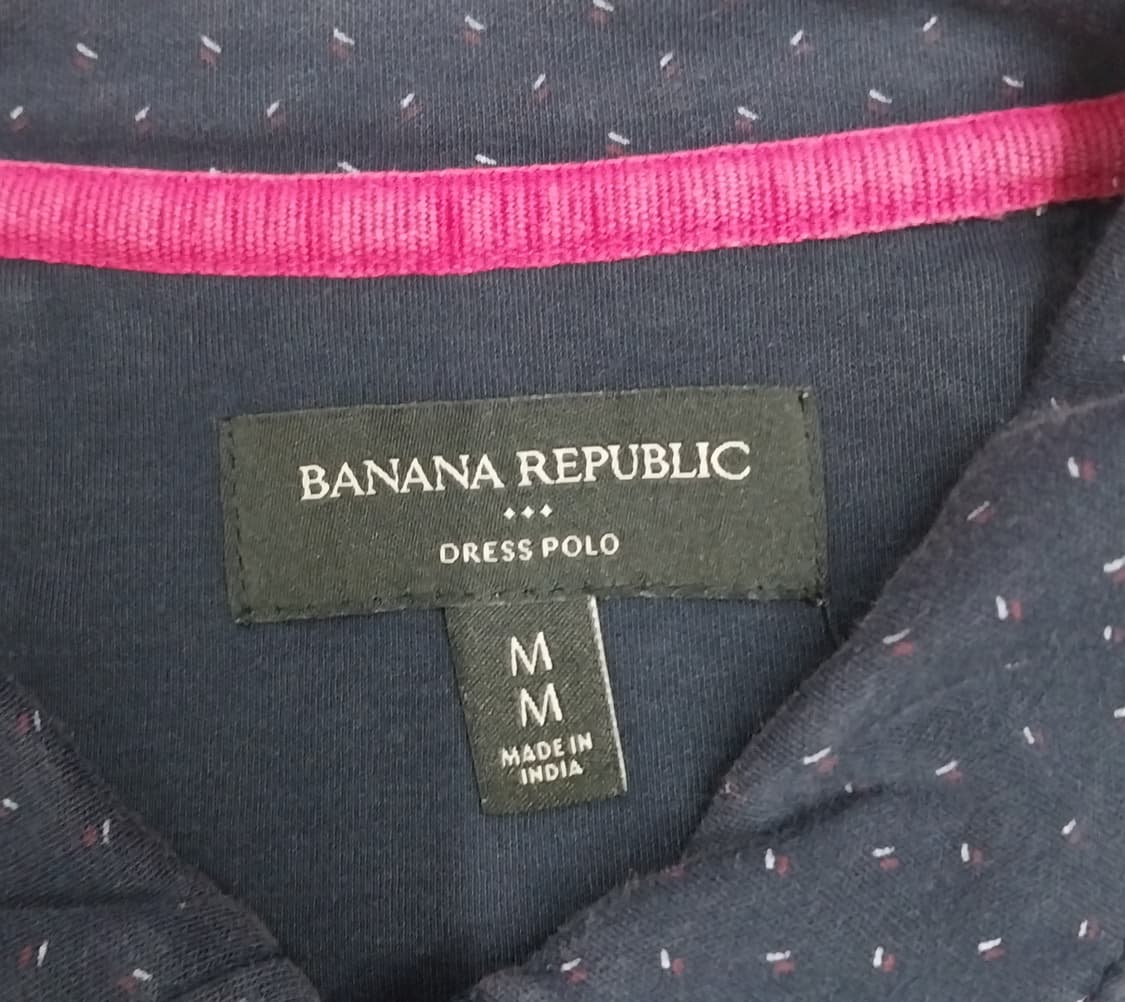 BANANA REPUBLIC
DRESS POLO
M
M
MADE IN
INDIA